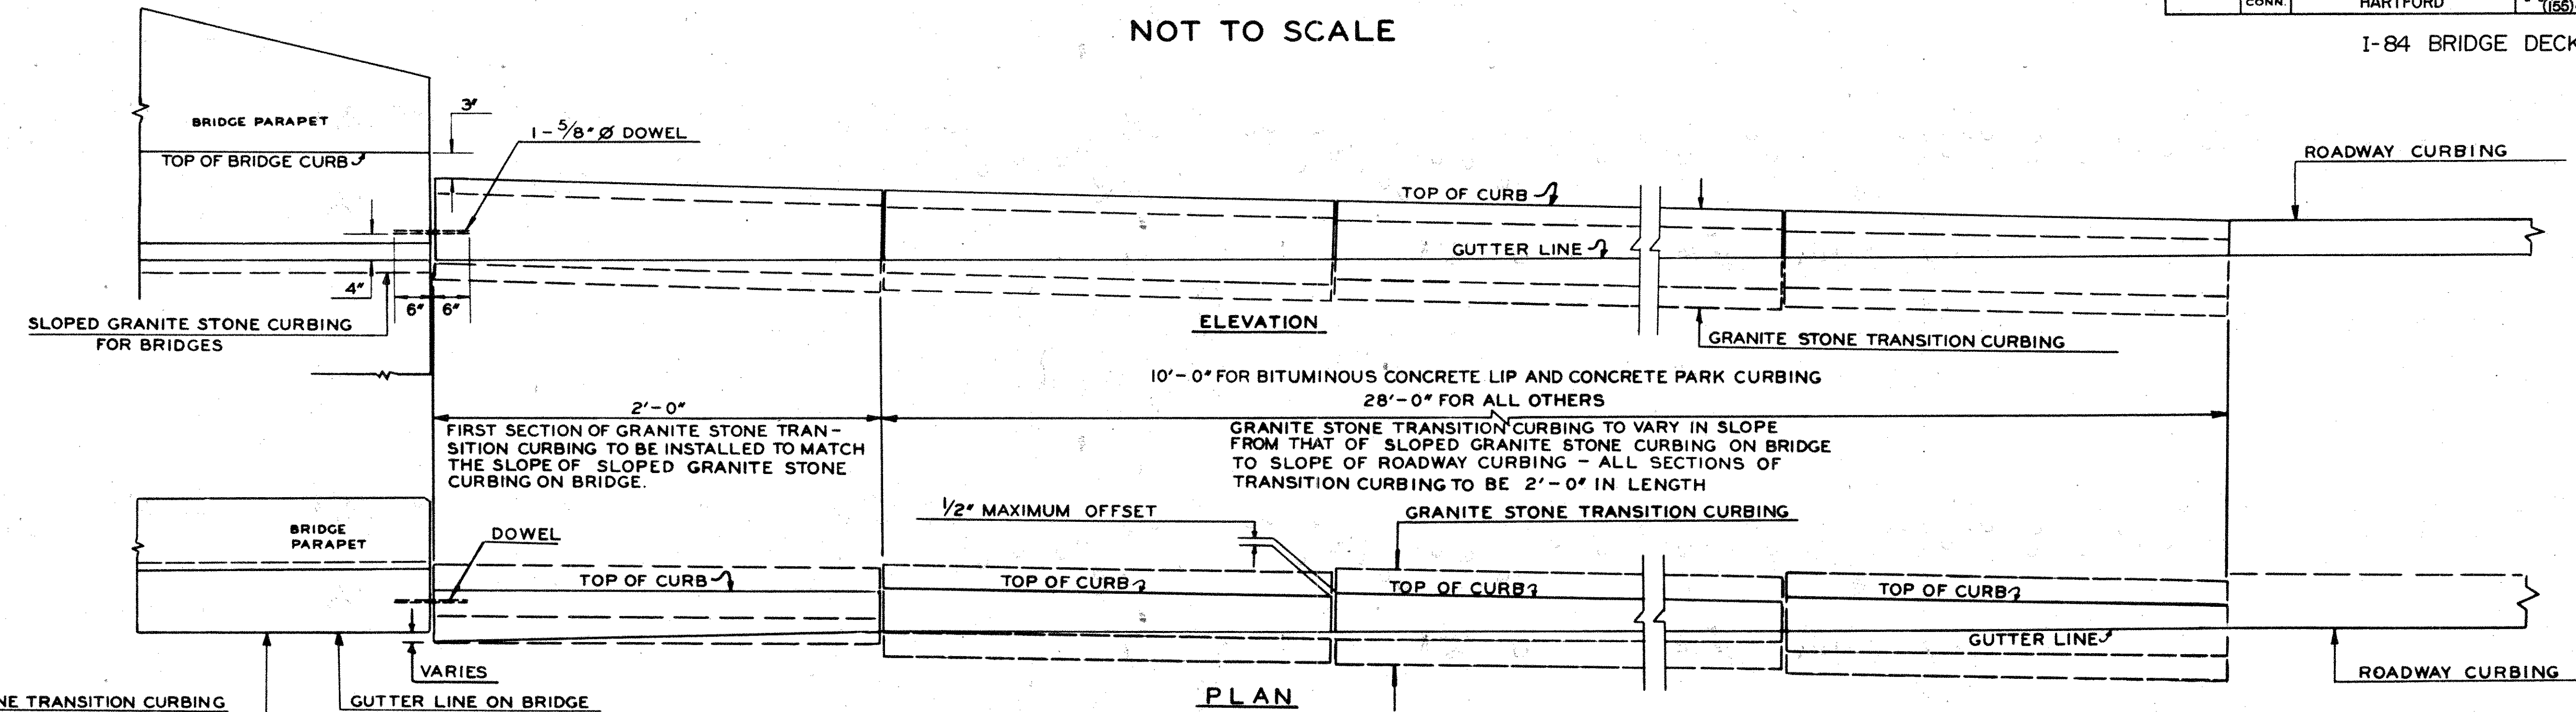 NOT TO SCALE
CONN.
HARTFORD
(155)
I-84 BRIDGE DECK
BRIDGE PARAPET
TOP OF BRIDGE CURB
3"
1-5/8" Ø DOWEL
ROADWAY CURBING
TOP OF CURB
GUTTER LINE
4"
6" 6"
SLOPED GRANITE STONE CURBING
FOR BRIDGES
ELEVATION
GRANITE STONE TRANSITION CURBING
10'-0" FOR BITUMINOUS CONCRETE LIP AND CONCRETE PARK CURBING
28'-0" FOR ALL OTHERS
2'-0"
FIRST SECTION OF GRANITE STONE TRAN-
SITION CURBING TO BE INSTALLED TO MATCH
THE SLOPE OF SLOPED GRANITE STONE
CURBING ON BRIDGE.
GRANITE STONE TRANSITION CURBING TO VARY IN SLOPE
FROM THAT OF SLOPED GRANITE STONE CURBING ON BRIDGE
TO SLOPE OF ROADWAY CURBING - ALL SECTIONS OF
TRANSITION CURBING TO BE 2'-0" IN LENGTH
1/2" MAXIMUM OFFSET
GRANITE STONE TRANSITION CURBING
BRIDGE
PARAPET
DOWEL
TOP OF CURB
TOP OF CURB
TOP OF CURB
TOP OF CURB
GUTTER LINE
VARIES
ROADWAY CURBING
TRANSITION CURBING
GUTTER LINE ON BRIDGE
PLAN